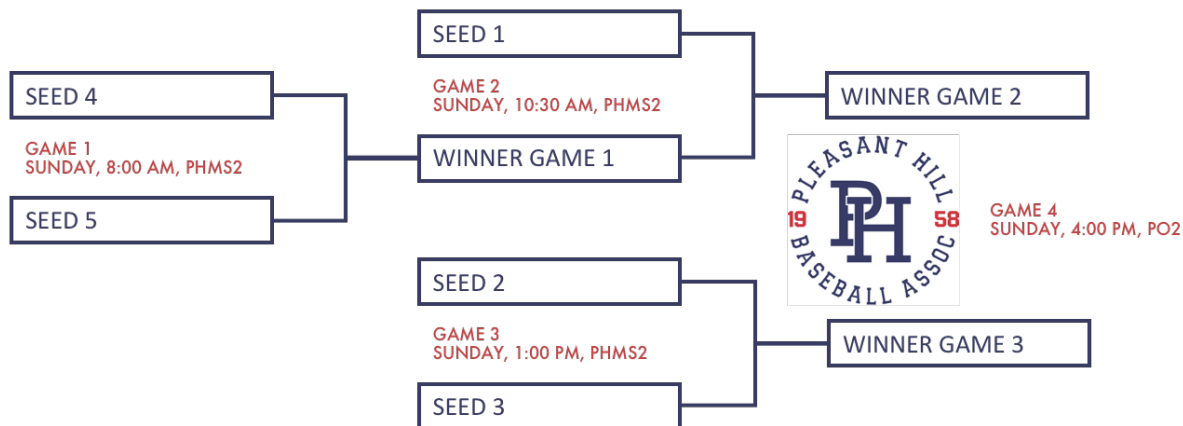 SEED 1
GAME 2
SUNDAY, 10:30 AM, PHMS2
SEED 4
WINNER GAME 2
GAME 1
SUNDAY, 8:00 AM, PHMS2
WINNER GAME 1
SEED 5
PLEASANT HILL
PH
19 58
BASEBALL ASSOC
GAME 4
SUNDAY, 4:00 PM, PO2
SEED 2
GAME 3
SUNDAY, 1:00 PM, PHMS2
WINNER GAME 3
SEED 3